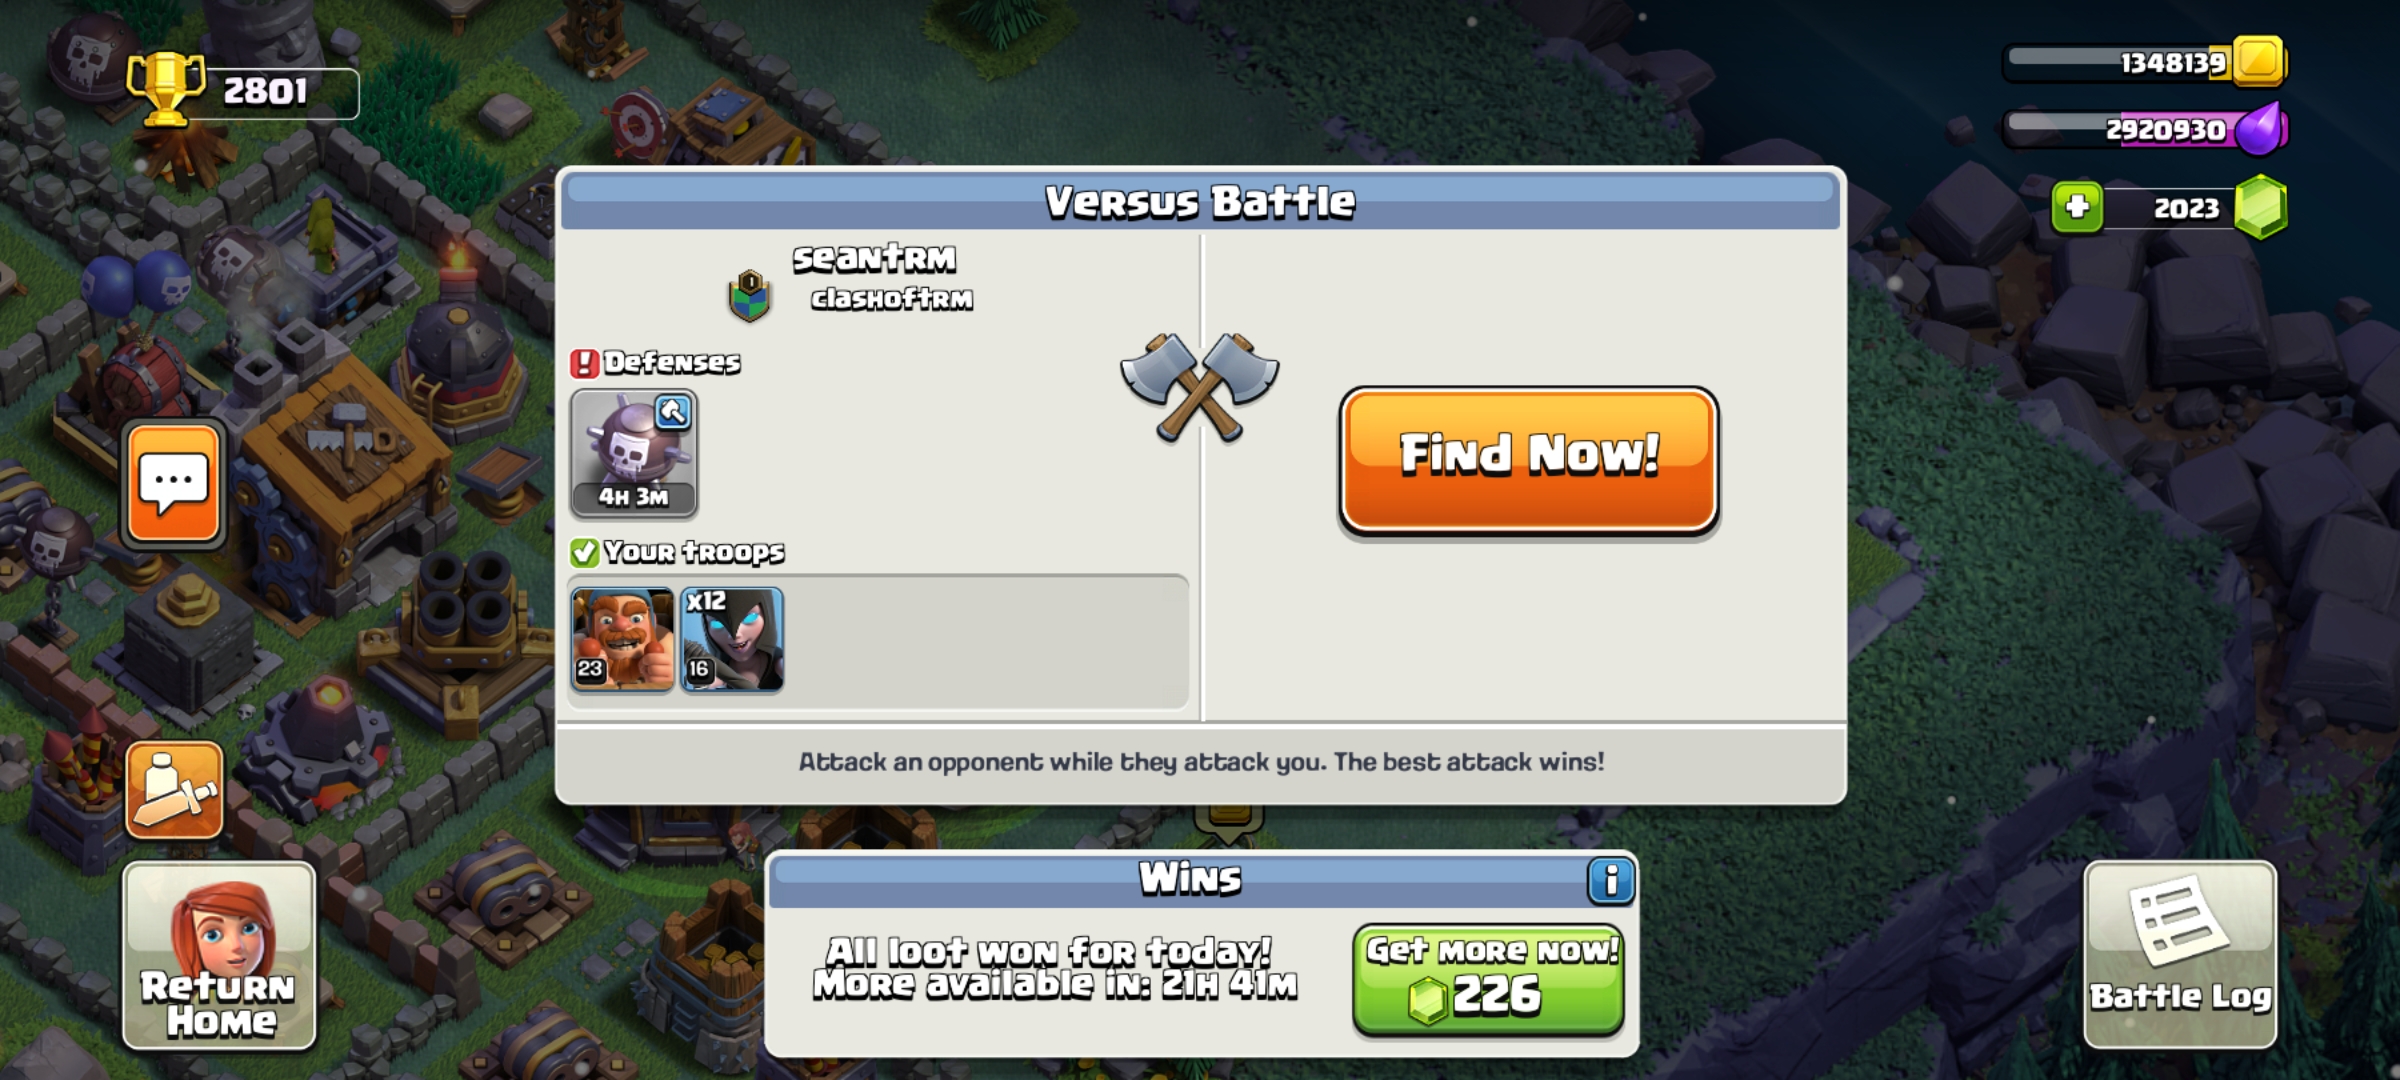 2801
1348139
2920930
2023
Versus Battle
seantrm
clashoftrm
Defenses
4H 3M
Your troops
23
x12
16
Find Now!
Attack an opponent while they attack you. The best attack wins!
Wins
All loot won for today!
More available in: 21H 41M
Get more now!
226
Return
Home
Battle Log